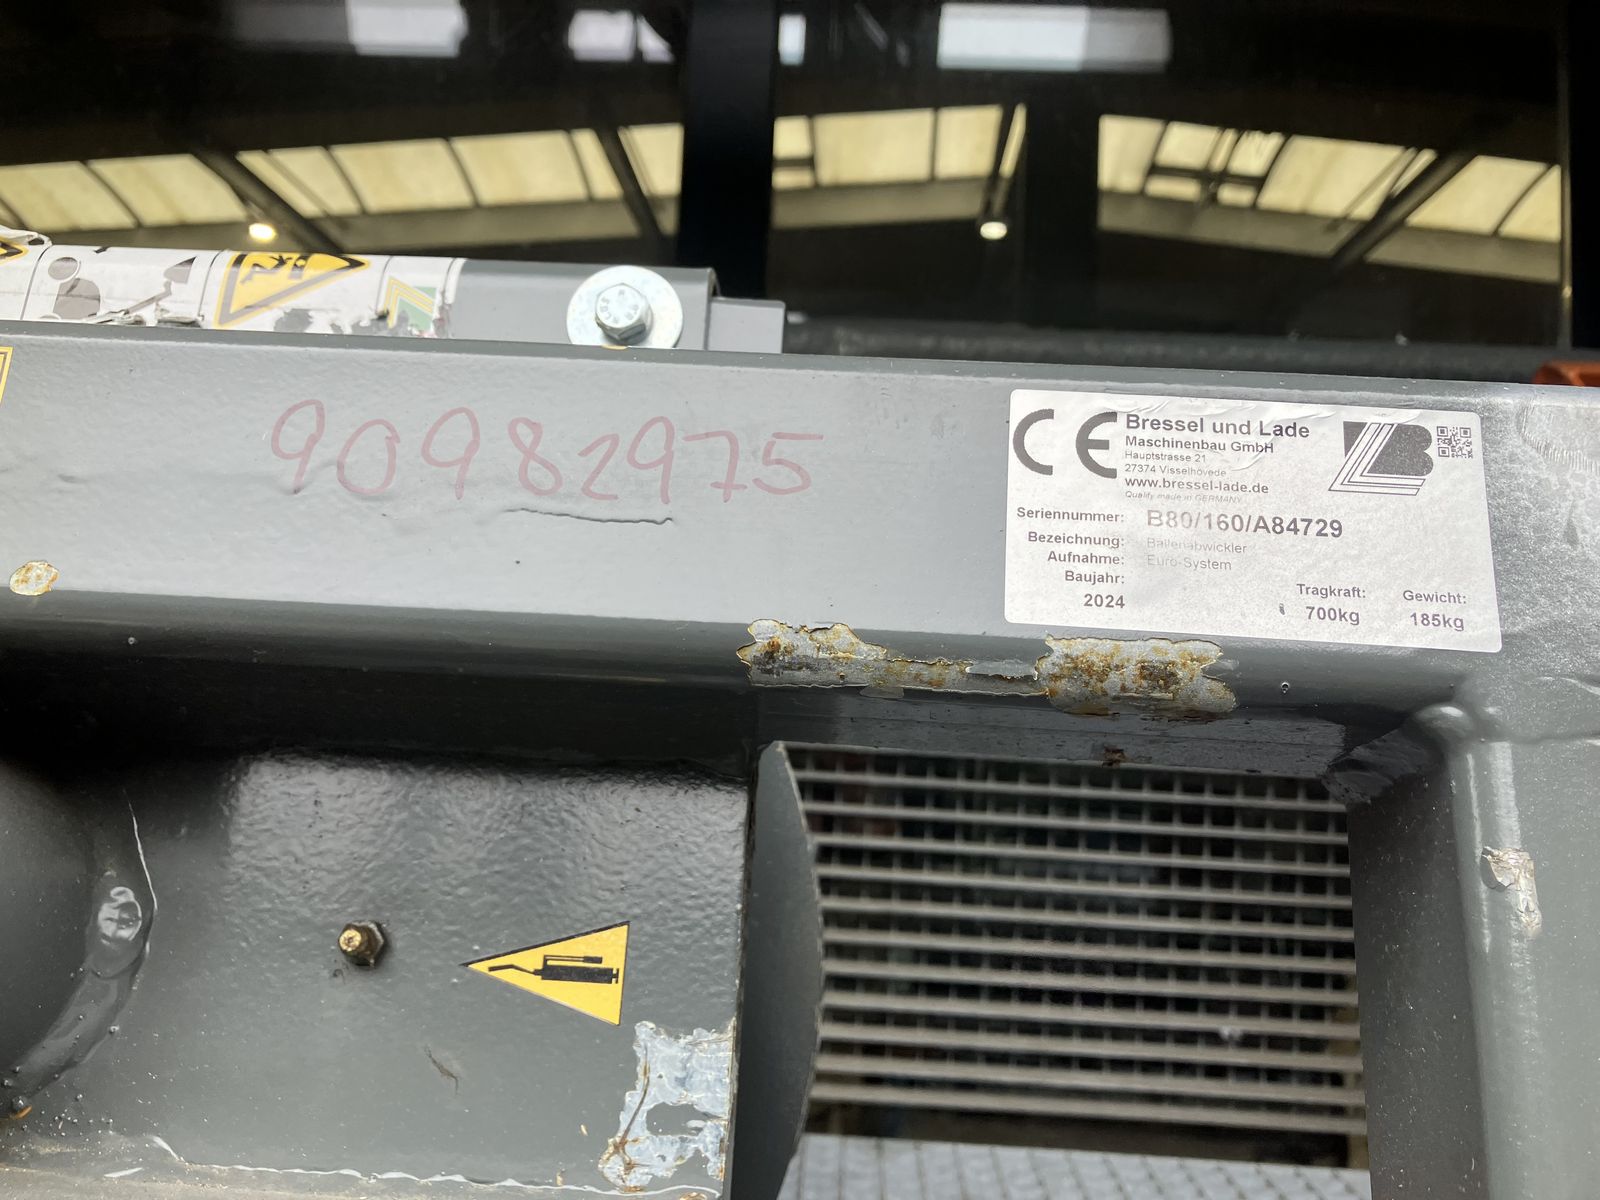 90982975
CE
Bressel und Lade
Maschinenbau GmbH
Hauptstrasse 21
27374 Visselhövede
www.bressel-lade.de
Quality made in GERMANY
Seriennummer: B80/160/A84729
Bezeichnung: Ballenabwickler
Aufnahme: Euro-System
Baujahr:
2024
Tragkraft: Gewicht:
700kg 185kg